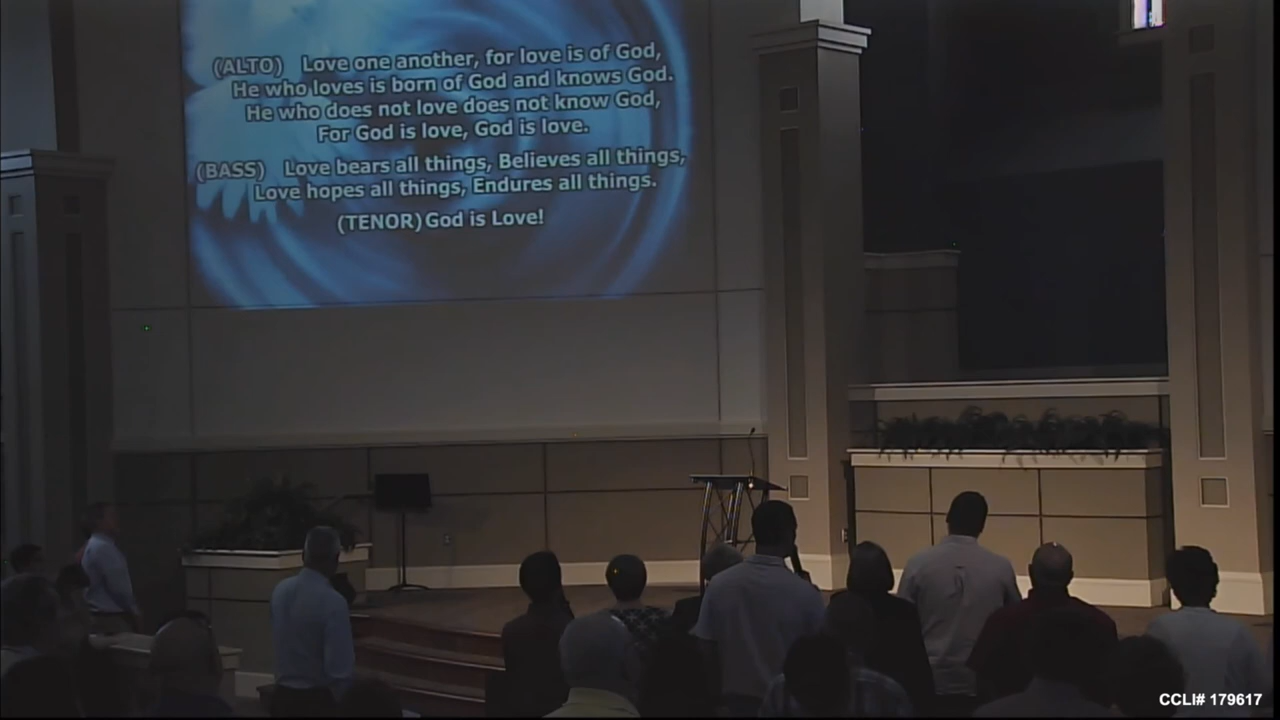 (ALTO) Love one another, for love is of God,
He who loves is born of God and knows God.
He who does not love does not know God,
For God is love, God is love.
(BASS) Love bears all things, Believes all things,
Love hopes all things, Endures all things.
(TENOR) God is Love!
CCLI# 179617